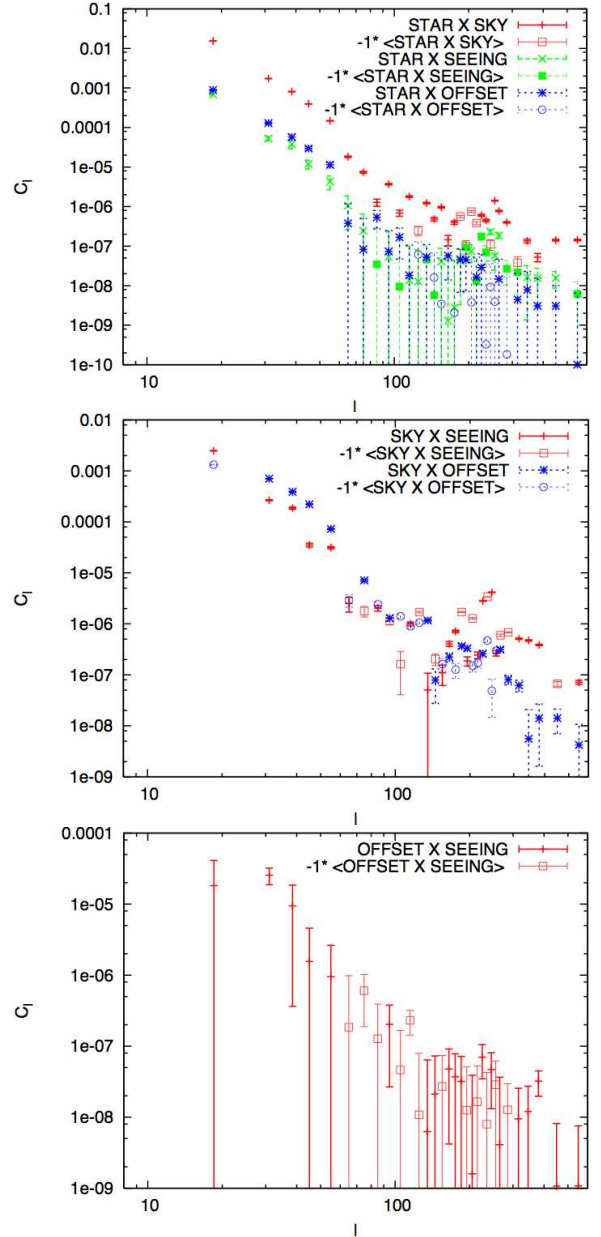 STAR X SKY
-1* <STAR X SKY>
STAR X SEEING
-1* <STAR X SEEING>
STAR X OFFSET
-1* <STAR X OFFSET>
0.1
0.01
0.001
0.0001
1e-05
1e-06
1e-07
1e-08
1e-09
1e-10
C_l
10 100
l
SKY X SEEING
-1* <SKY X SEEING>
SKY X OFFSET
-1* <SKY X OFFSET>
0.01
0.001
0.0001
1e-05
1e-06
1e-07
1e-08
1e-09
C_l
10 100
l
OFFSET X SEEING
-1* <OFFSET X SEEING>
0.0001
1e-05
1e-06
1e-07
1e-08
1e-09
C_l
10 100
l